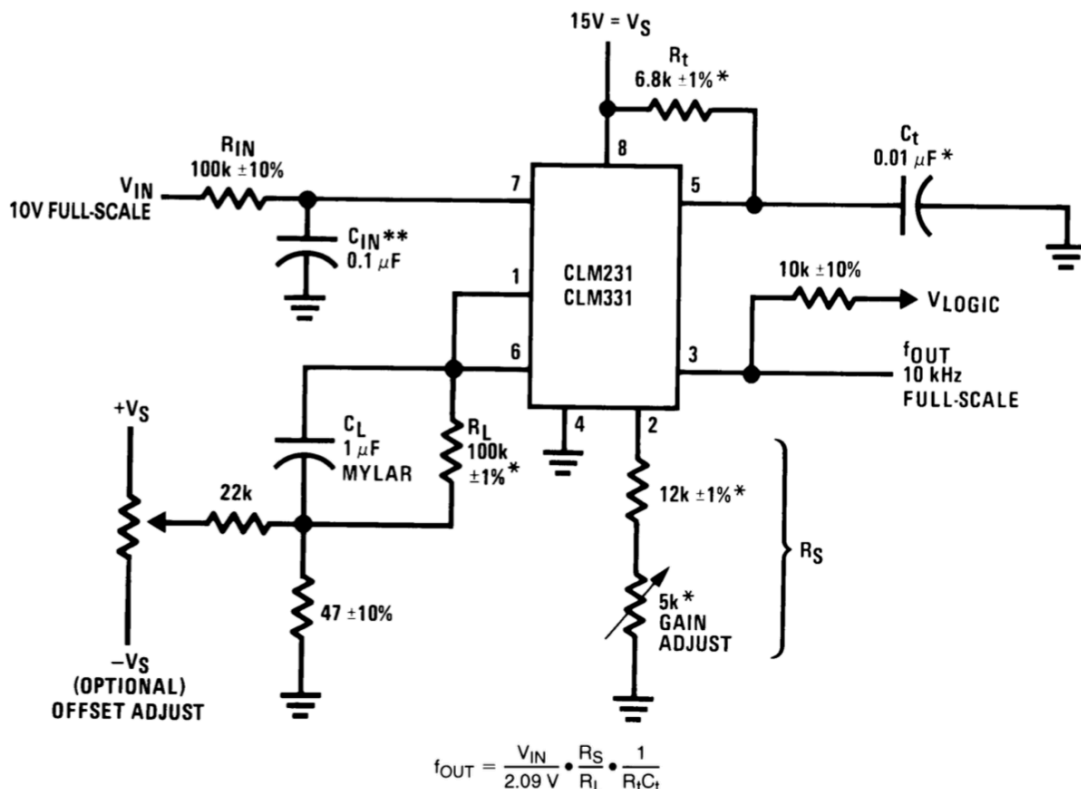 15V = VS
Rt
6.8k ±1%*
8
RIN
100k ±10%
Ct
0.01 μF*
VIN
10V FULL-SCALE
7
5
CIN**
0.1 μF
CLM231
CLM331
10k ±10%
VLOGIC
1
6
3
fOUT
10 kHz
FULL-SCALE
+VS
CL
1 μF
MYLAR
RL
100k
±1%*
4
2
22k
12k ±1%*
RS
47 ±10%
5k*
GAIN
ADJUST
−VS
(OPTIONAL)
OFFSET ADJUST
fOUT = VIN/2.09 V • RS/RL • 1/RtCt